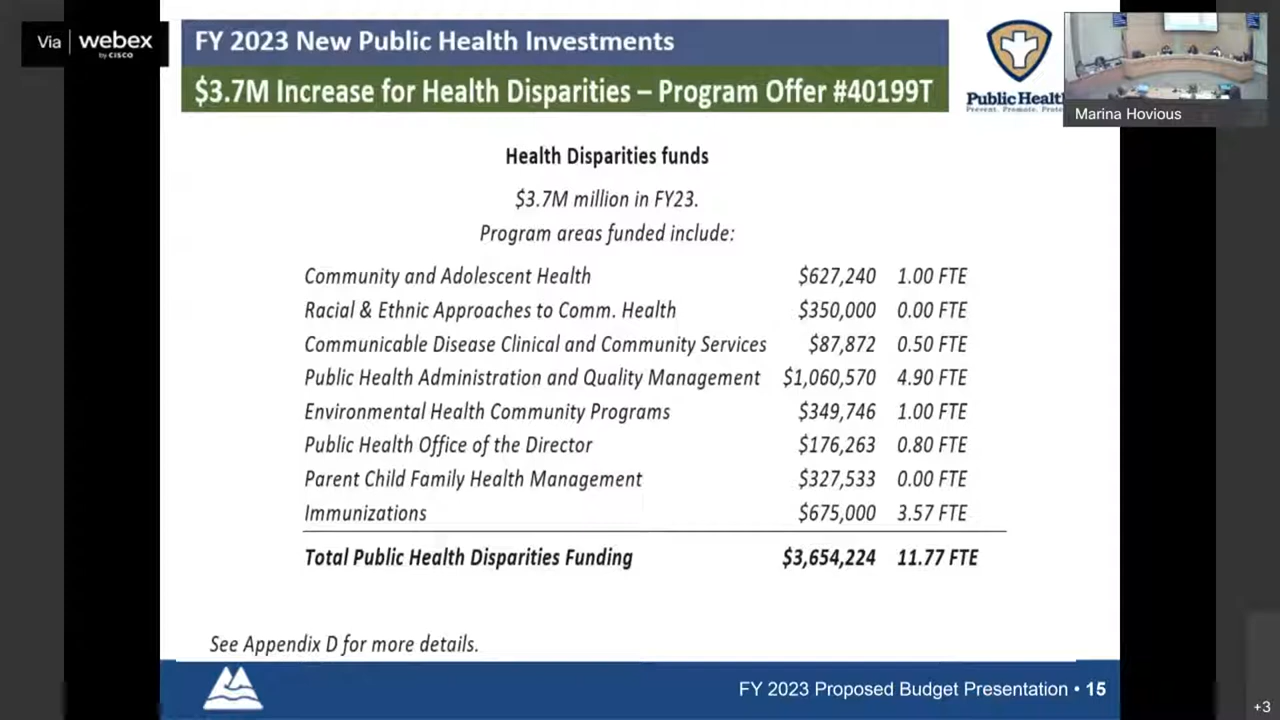 Via | webex
by CISCO
FY 2023 New Public Health Investments
$3.7M Increase for Health Disparities – Program Offer #40199T
Public Healt
Prevent. Promote. Prote
Marina Hovious
Health Disparities funds
$3.7M million in FY23.
Program areas funded include:
Community and Adolescent Health $627,240 1.00 FTE
Racial & Ethnic Approaches to Comm. Health $350,000 0.00 FTE
Communicable Disease Clinical and Community Services $87,872 0.50 FTE
Public Health Administration and Quality Management $1,060,570 4.90 FTE
Environmental Health Community Programs $349,746 1.00 FTE
Public Health Office of the Director $176,263 0.80 FTE
Parent Child Family Health Management $327,533 0.00 FTE
Immunizations $675,000 3.57 FTE
Total Public Health Disparities Funding $3,654,224 11.77 FTE
See Appendix D for more details.
FY 2023 Proposed Budget Presentation • 15
+3